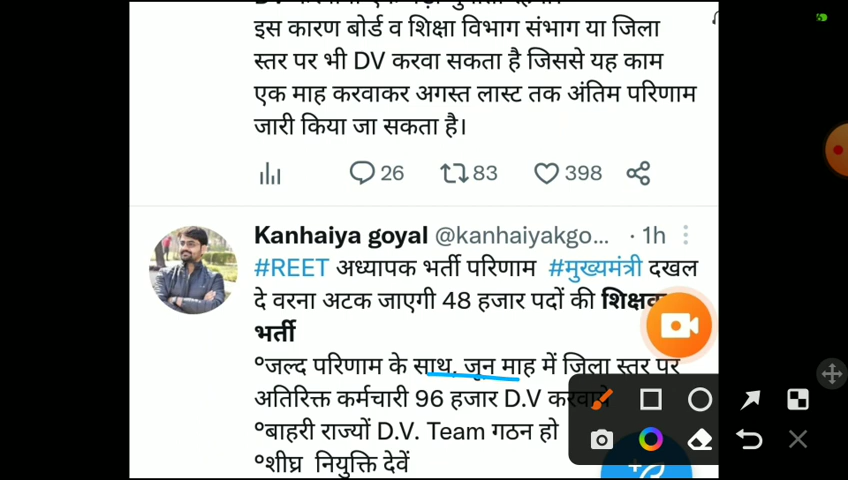 इस कारण बोर्ड व शिक्षा विभाग संभाग या जिला
स्तर पर भी DV करवा सकता है जिससे यह काम
एक माह करवाकर अगस्त लास्ट तक अंतिम परिणाम
जारी किया जा सकता है।
26 83 398
Kanhaiya goyal @kanhaiyakgo... · 1h
#REET अध्यापक भर्ती परिणाम #मुख्यमंत्री दखल
दे वरना अटक जाएगी 48 हजार पदों की
भर्ती
°जल्द परिणाम के साथ, जून माह में जिला स्तर पर
अतिरिक्त कर्मचारी 96 हजार D.V करवाये
°बाहरी राज्यों D.V. Team गठन हो
°शीघ्र नियुक्ति देवें